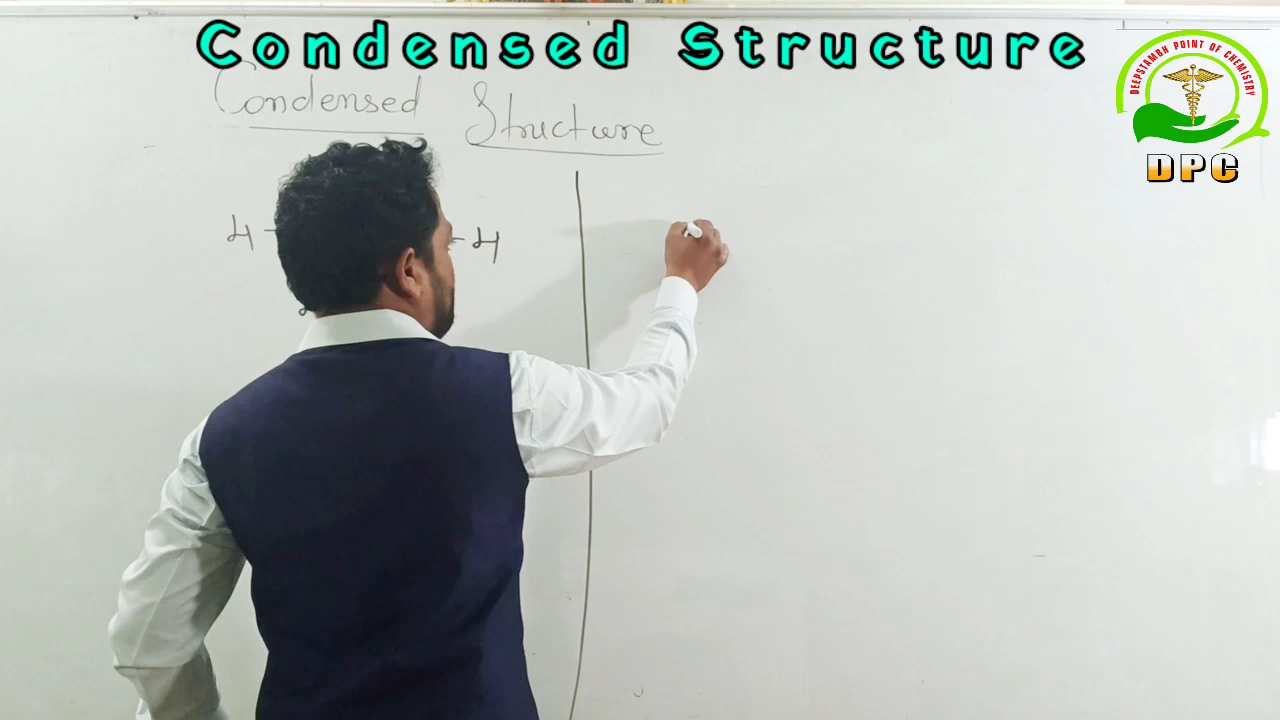 Condensed Structure
DEEPSTAMBH POINT OF CHEMISTRY
DPC
Condensed Structure
H - - H